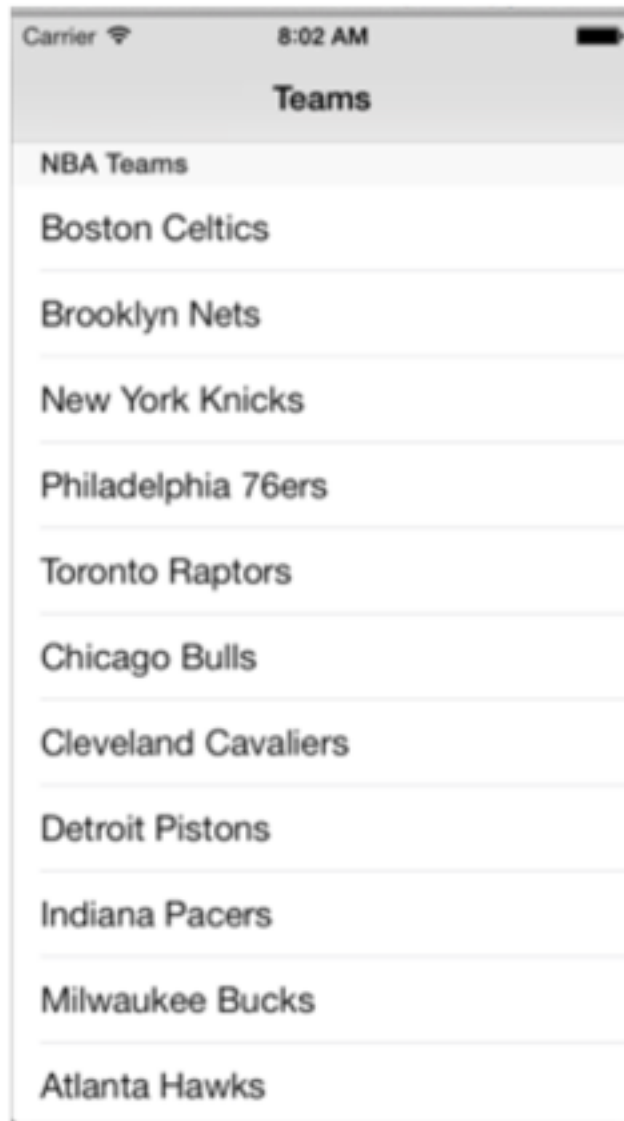 Carrier
8:02 AM
Teams
NBA Teams
Boston Celtics
Brooklyn Nets
New York Knicks
Philadelphia 76ers
Toronto Raptors
Chicago Bulls
Cleveland Cavaliers
Detroit Pistons
Indiana Pacers
Milwaukee Bucks
Atlanta Hawks